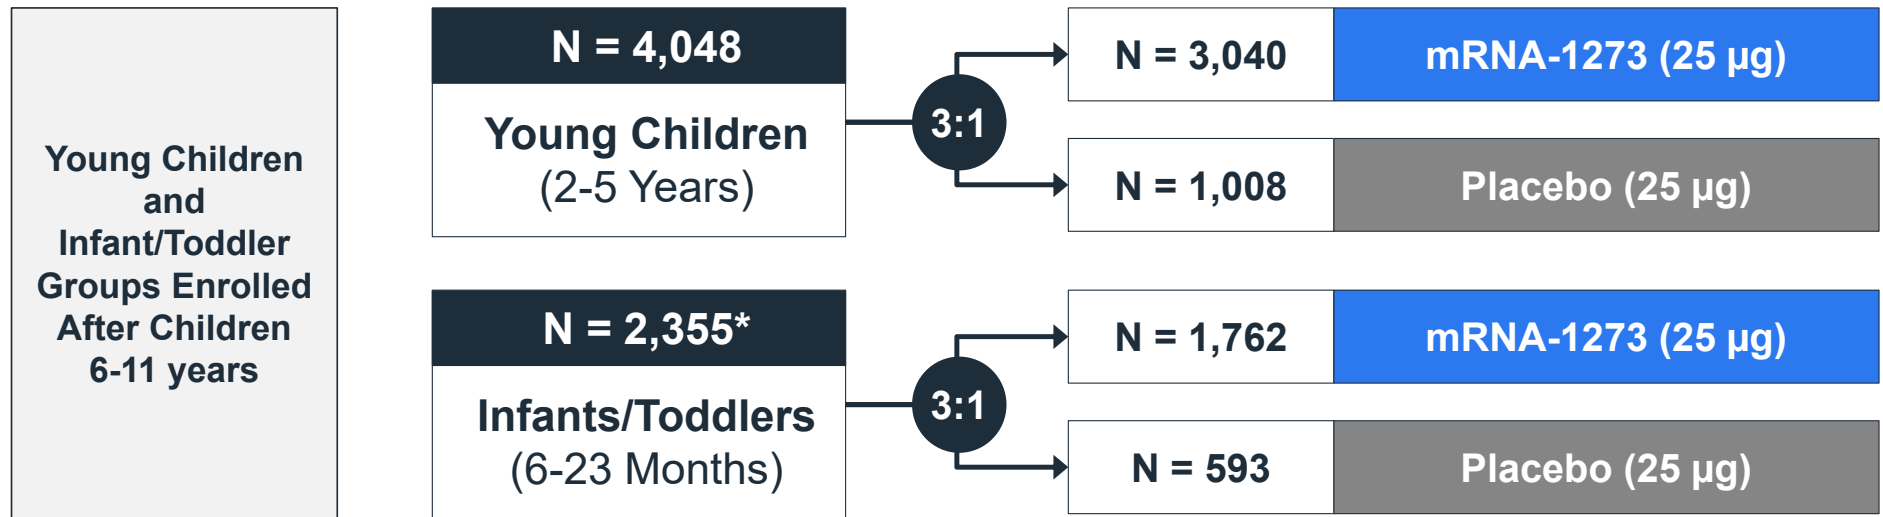 Young Children
and
Infant/Toddler
Groups Enrolled
After Children
6-11 years
N = 4,048
Young Children
(2-5 Years)
3:1
N = 3,040
mRNA-1273 (25 µg)
N = 1,008
Placebo (25 µg)
N = 2,355*
Infants/Toddlers
(6-23 Months)
3:1
N = 1,762
mRNA-1273 (25 µg)
N = 593
Placebo (25 µg)